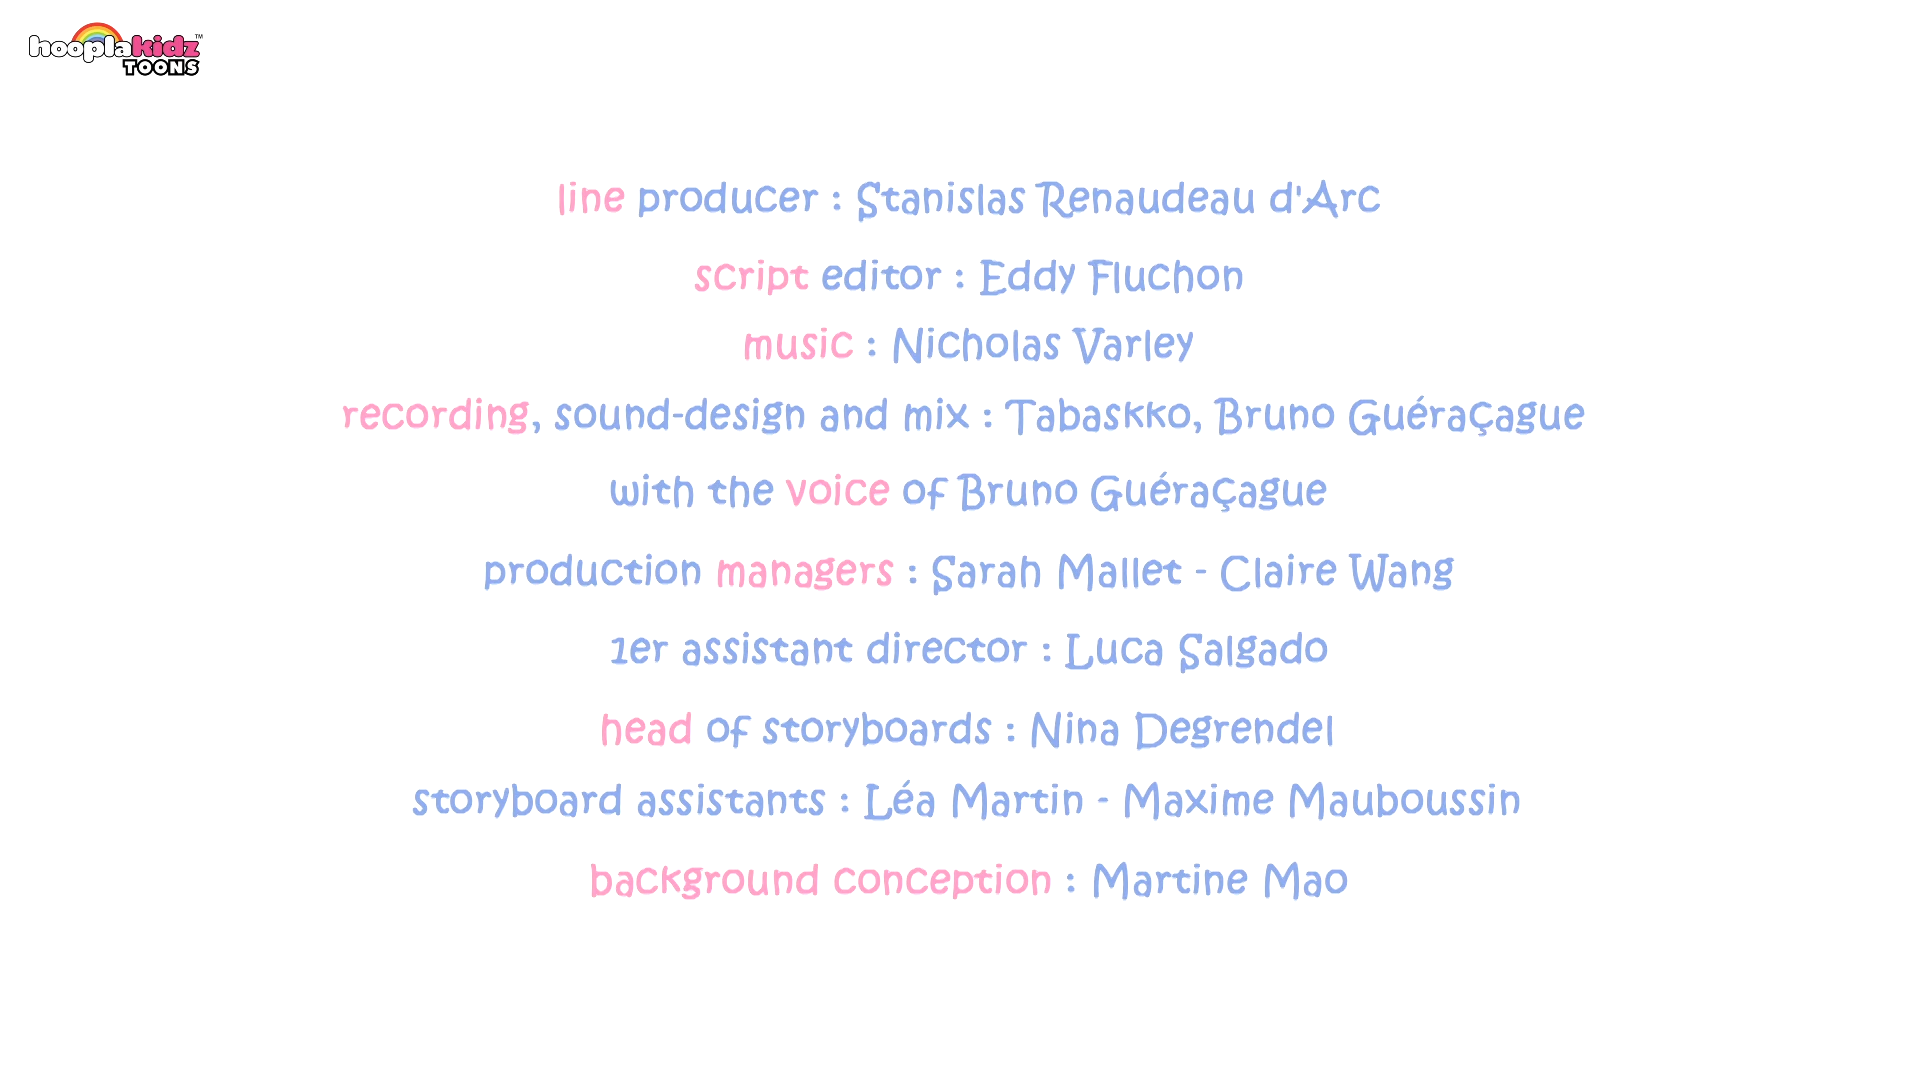 hooplakidz™
TOONS
line producer : Stanislas Renaudeau d'Arc
script editor : Eddy Fluchon
music : Nicholas Varley
recording, sound-design and mix : Tabaskko, Bruno Guéraçague
with the voice of Bruno Guéraçague
production managers : Sarah Mallet - Claire Wang
1er assistant director : Luca Salgado
head of storyboards : Nina Degrendel
storyboard assistants : Léa Martin - Maxime Mauboussin
background conception : Martine Mao